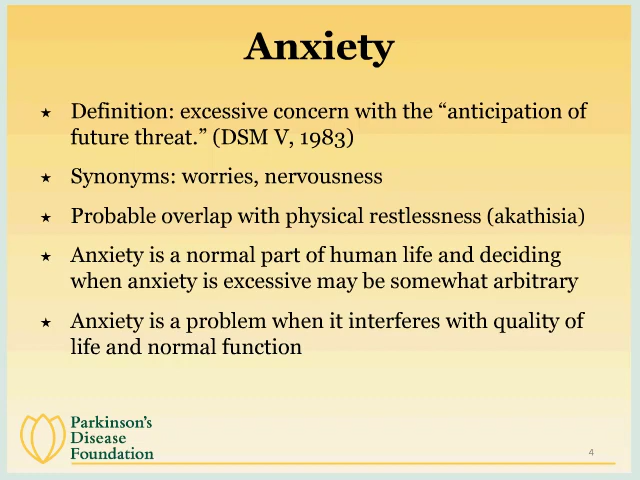 Anxiety
★ Definition: excessive concern with the “anticipation of
future threat.” (DSM V, 1983)
★ Synonyms: worries, nervousness
★ Probable overlap with physical restlessness (akathisia)
★ Anxiety is a normal part of human life and deciding
when anxiety is excessive may be somewhat arbitrary
★ Anxiety is a problem when it interferes with quality of
life and normal function
Parkinson’s
Disease
Foundation
4